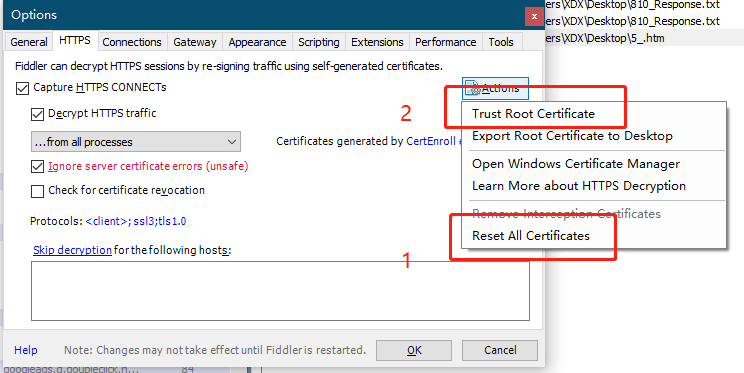 Options
x
ers\XDX\Desktop\810_Response.txt
ers\XDX\Desktop\810_Response.txt
ers\XDX\Desktop\5_.htm
General HTTPS Connections Gateway Appearance Scripting Extensions Performance Tools
Fiddler can decrypt HTTPS sessions by re-signing traffic using self-generated certificates.
Capture HTTPS CONNECTs
Actions
2
Decrypt HTTPS traffic
Trust Root Certificate
...from all processes
Certificates generated by CertEnroll e
Export Root Certificate to Desktop
Ignore server certificate errors (unsafe)
Open Windows Certificate Manager
Check for certificate revocation
Learn More about HTTPS Decryption
Protocols: <client>;ssl3;tls1.0
Remove Interception Certificates
Reset All Certificates
Skip decryption for the following hosts:
1
Help
Note: Changes may not take effect until Fiddler is restarted.
OK
Cancel
googleads.g.doubleclick.n... 84